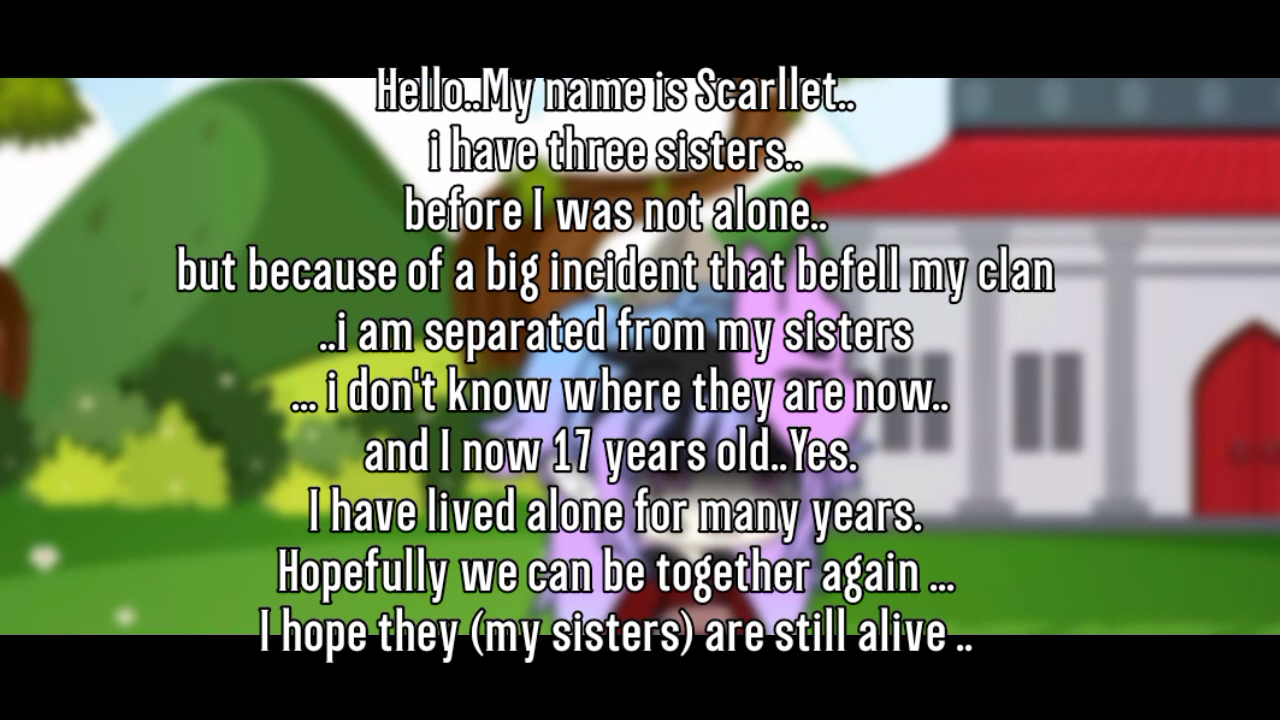 Hello..My name is Scarllet..
i have three sisters..
before I was not alone..
but because of a big incident that befell my clan
..i am separated from my sisters
... i don't know where they are now..
and I now 17 years old..Yes.
I have lived alone for many years.
Hopefully we can be together again ...
I hope they (my sisters) are still alive ..